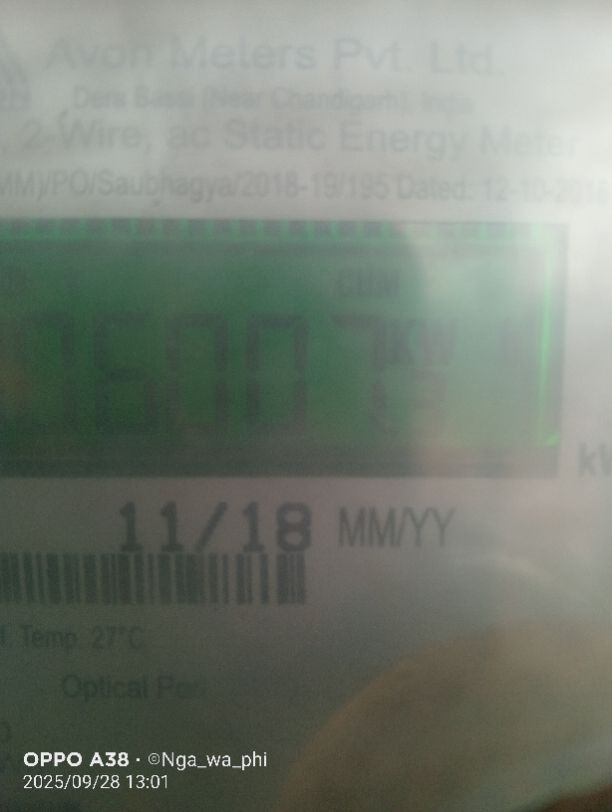 Avon Meters Pvt. Ltd.
Dera Bassi (Near Chandigarh), India
, 2-Wire, ac Static Energy Meter
MM)/PO/Saubhagya/2018-19/195 Dated: 12-10-2018
CUM
06007
KW
11/18 MM/YY
Temp 27°C
Optical Port
OPPO A38 · ©Nga_wa_phi
2025/09/28 13:01